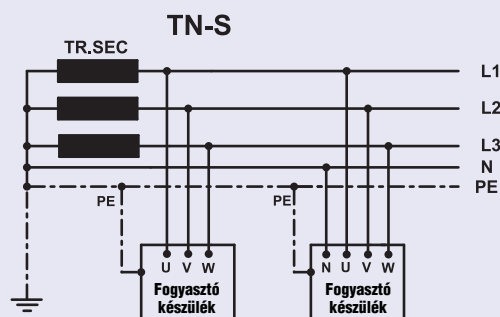 TN-S
TR.SEC
L1
L2
L3
N
PE
PE PE
U V W N U V W
Fogyasztó Fogyasztó
készülék készülék